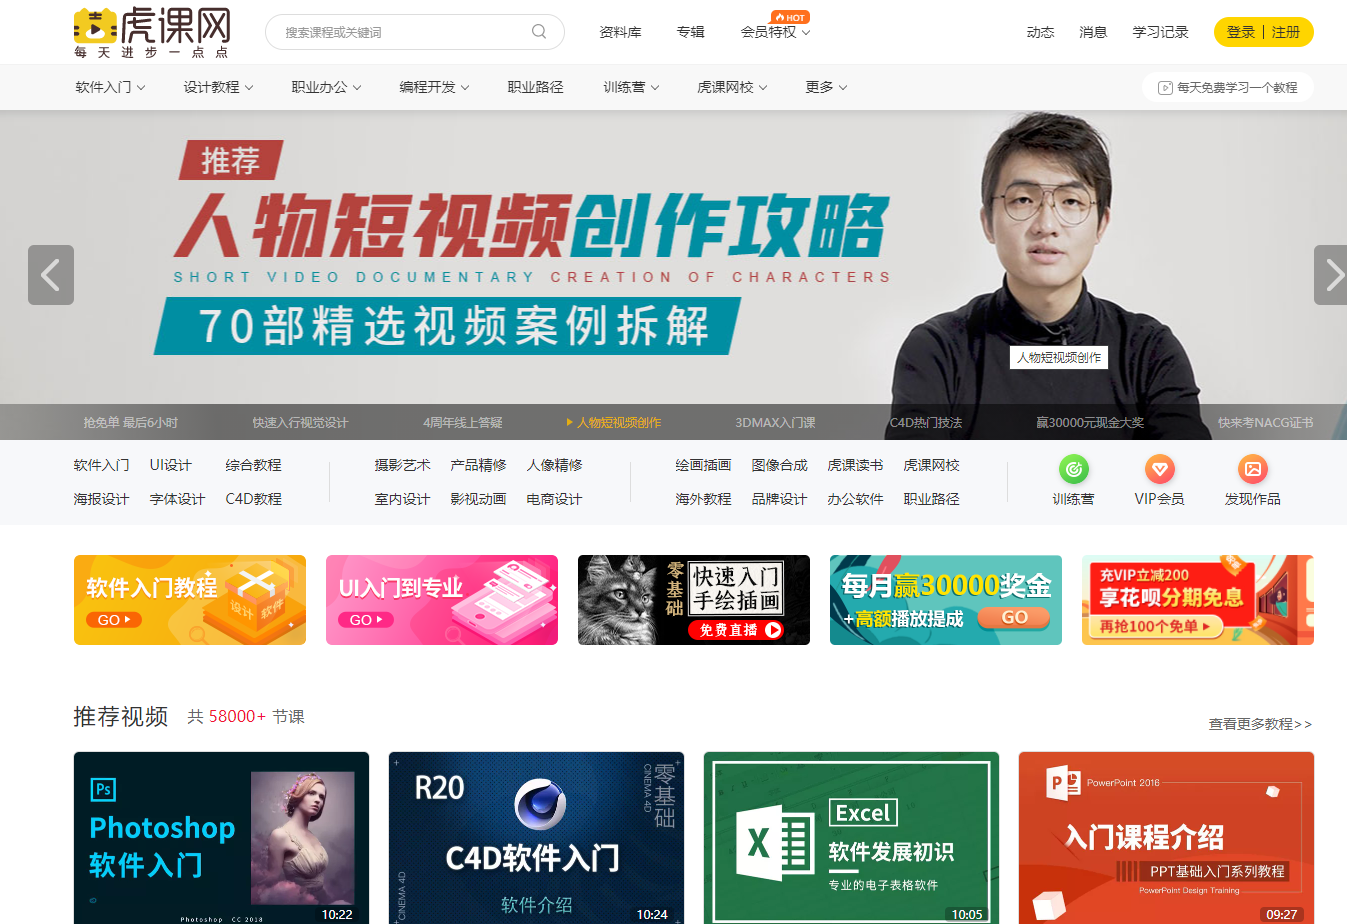 虎课网
每天进步一点点
搜索课程或关键词
资料库 专辑 会员特权 HOT
动态 消息 学习记录 登录 | 注册
软件入门 设计教程 职业办公 编程开发 职业路径 训练营 虎课网校 更多
每天免费学习一个教程
推荐
人物短视频创作攻略
SHORT VIDEO DOCUMENTARY CREATION OF CHARACTERS
70部精选视频案例拆解
人物短视频创作
抢免单 最后6小时 快速入行视觉设计 4周年线上答疑 人物短视频创作 3DMAX入门课 C4D热门技法 赢30000元现金大奖 快来考NACG证书
软件入门 UI设计 综合教程 摄影艺术 产品精修 人像精修 绘画插画 图像合成 虎课读书 虎课网校
海报设计 字体设计 C4D教程 室内设计 影视动画 电商设计 海外教程 品牌设计 办公软件 职业路径
训练营 VIP会员 发现作品
软件入门教程
GO
设计 软件
UI入门到专业
GO
零基础
快速入门
手绘插画
免费直播
每月赢30000奖金
+高额播放提成 GO
充VIP立减200
享花呗分期免息
再抢100个免单
推荐视频 共 58000+ 节课
查看更多教程>>
Ps
Photoshop
软件入门
Photoshop CC 2018
10:22
R20
零基础
CINEMA 4D
C4D软件入门
CINEMA 4D
软件介绍
10:24
X
Excel
软件发展初识
专业的电子表格软件
10:05
P
PowerPoint 2016
入门课程介绍
PPT基础入门系列教程
PowerPoint Design Training
09:27